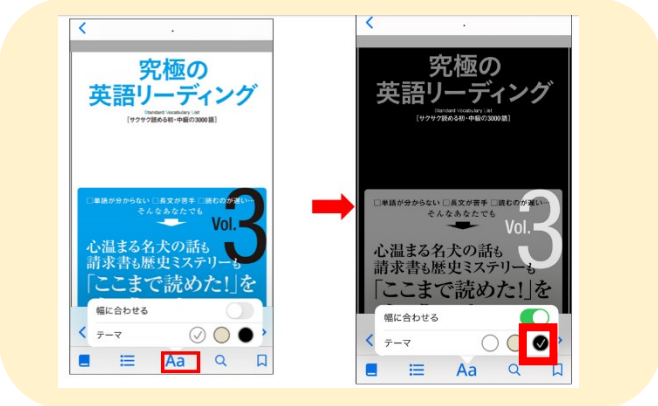 究極の
英語リーディング
Standard Vocabulary List
[サクサク読める初・中級の3000語]
□単語が分からない □長文が苦手 □読むのが遅い…
そんなあなたでも
Vol.3
心温まる名犬の話も
請求書も歴史ミステリーも
「ここまで読めた!」を
幅に合わせる
テーマ
Aa
究極の
英語リーディング
Standard Vocabulary List
[サクサク読める初・中級の3000語]
□単語が分からない □長文が苦手 □読むのが遅い…
そんなあなたでも
Vol.3
心温まる名犬の話も
請求書も歴史ミステリーも
「ここまで読めた!」を
幅に合わせる
テーマ
Aa